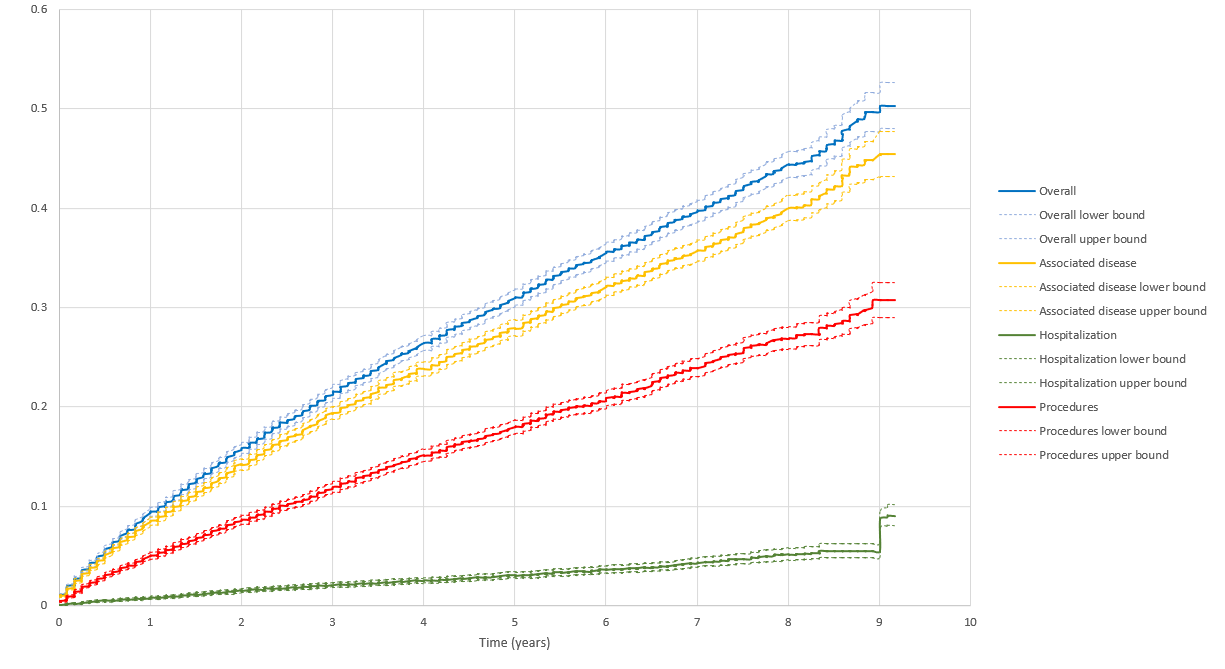 0.6
0.5
0.4
0.3
0.2
0.1
0
0 1 2 3 4 5 6 7 8 9 10
Time (years)
Overall
Overall lower bound
Overall upper bound
Associated disease
Associated disease lower bound
Associated disease upper bound
Hospitalization
Hospitalization lower bound
Hospitalization upper bound
Procedures
Procedures lower bound
Procedures upper bound